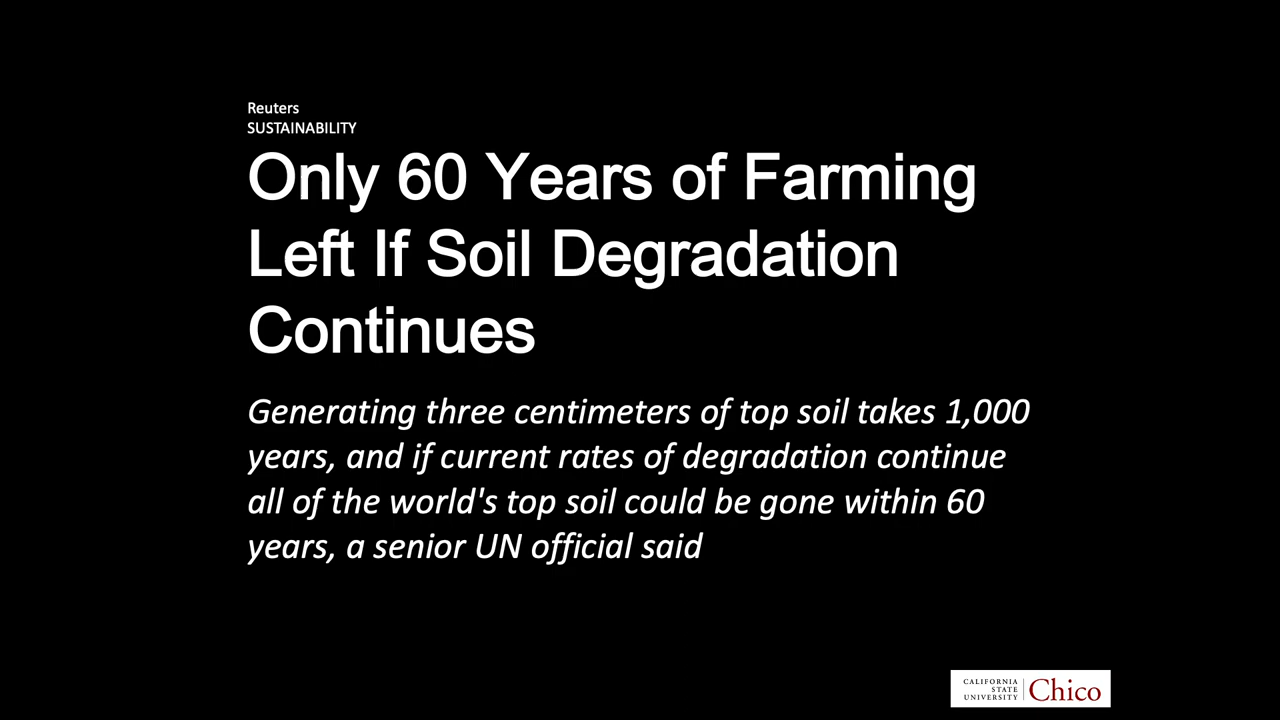 Reuters
SUSTAINABILITY
Only 60 Years of Farming
Left If Soil Degradation
Continues
Generating three centimeters of top soil takes 1,000
years, and if current rates of degradation continue
all of the world's top soil could be gone within 60
years, a senior UN official said
CALIFORNIA
STATE
UNIVERSITY
Chico